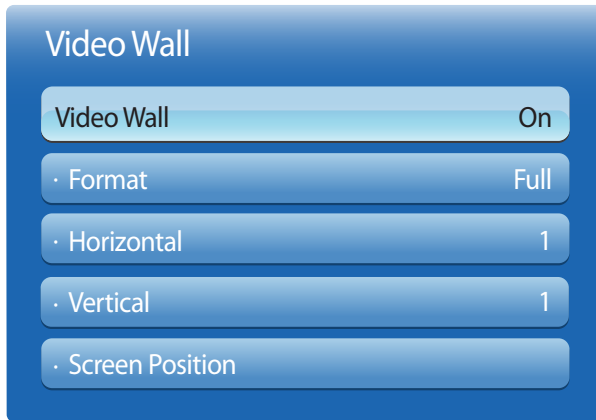 Video Wall
Video Wall On
· Format Full
· Horizontal 1
· Vertical 1
· Screen Position